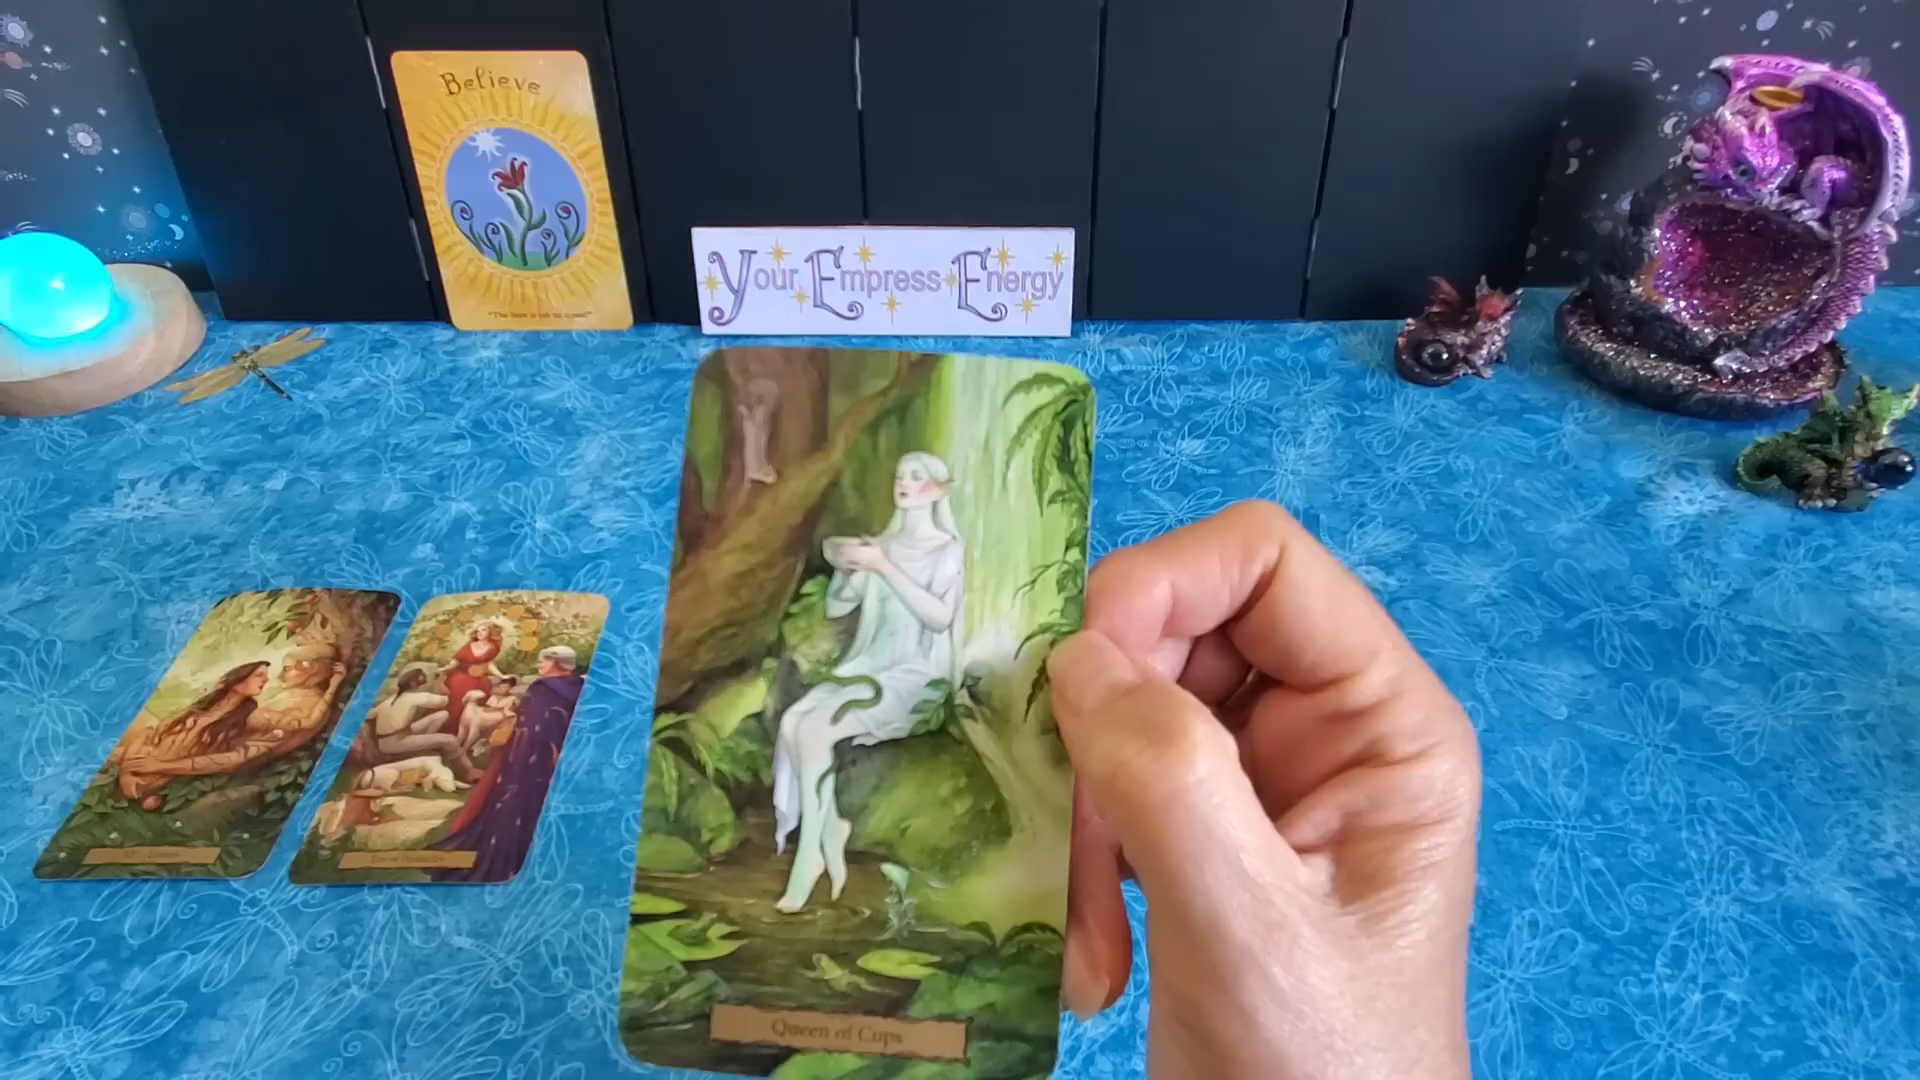 Believe
"The best is yet to come!"
Your Empress Energy
Queen of Cups